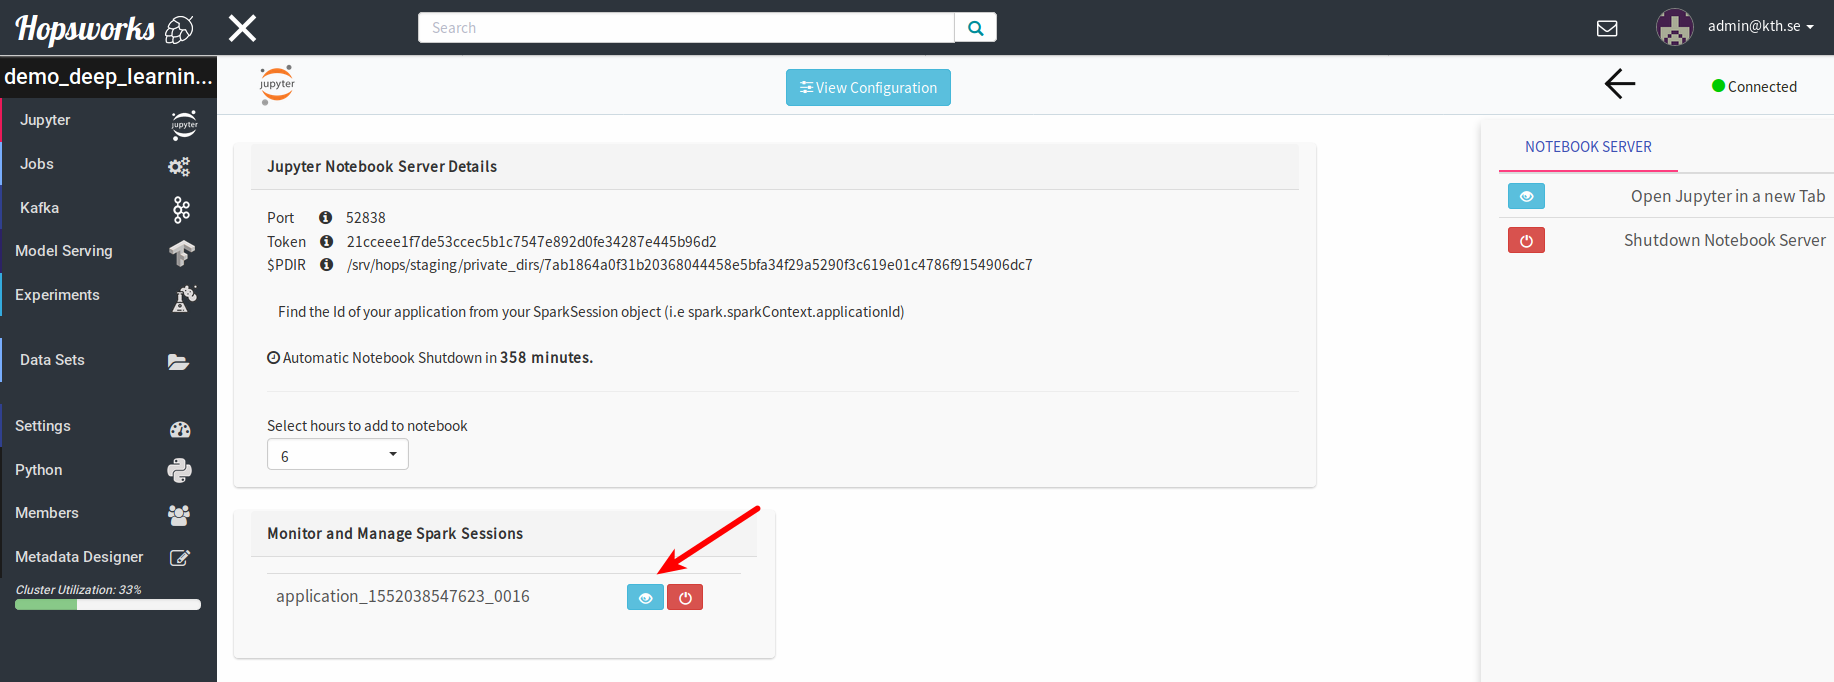 Hopsworks
Search
admin@kth.se
demo_deep_learnin...
jupyter
View Configuration
Connected
Jupyter
jupyter
Jobs
Kafka
Model Serving
Experiments
Data Sets
Settings
Python
Members
Metadata Designer
Cluster Utilization: 33%
Jupyter Notebook Server Details
Port 52838
Token 21cceee1f7de53ccec5b1c7547e892d0fe34287e445b96d2
$PDIR /srv/hops/staging/private_dirs/7ab1864a0f31b20368044458e5bfa34f29a5290f3c619e01c4786f9154906dc7
Find the Id of your application from your SparkSession object (i.e spark.sparkContext.applicationId)
Automatic Notebook Shutdown in 358 minutes.
Select hours to add to notebook
6
Monitor and Manage Spark Sessions
application_1552038547623_0016
NOTEBOOK SERVER
Open Jupyter in a new Tab
Shutdown Notebook Server